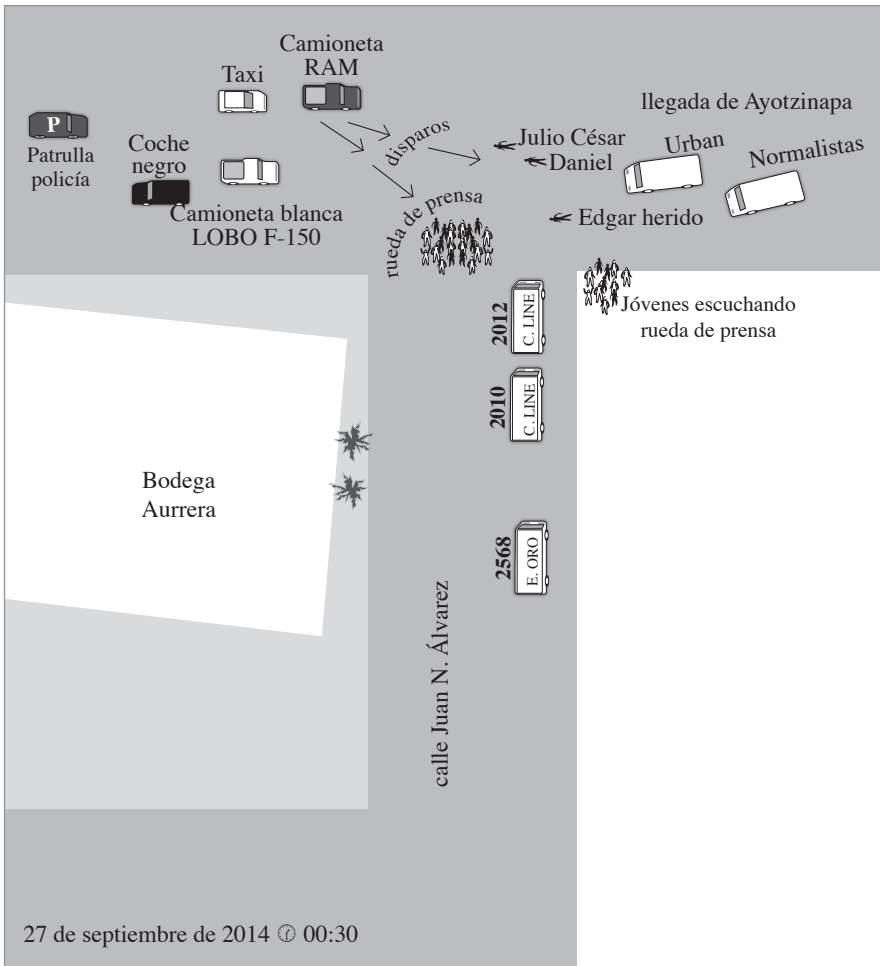 Camioneta
RAM
Taxi
P
Patrulla
policía
Coche
negro
Camioneta blanca
LOBO F-150
disparos
rueda de prensa
Julio César
Daniel
Edgar herido
llegada de Ayotzinapa
Urban
Normalistas
Jóvenes escuchando
rueda de prensa
2012
C. LINE
2010
C. LINE
2568
E. ORO
Bodega
Aurrera
calle Juan N. Álvarez
27 de septiembre de 2014 00:30